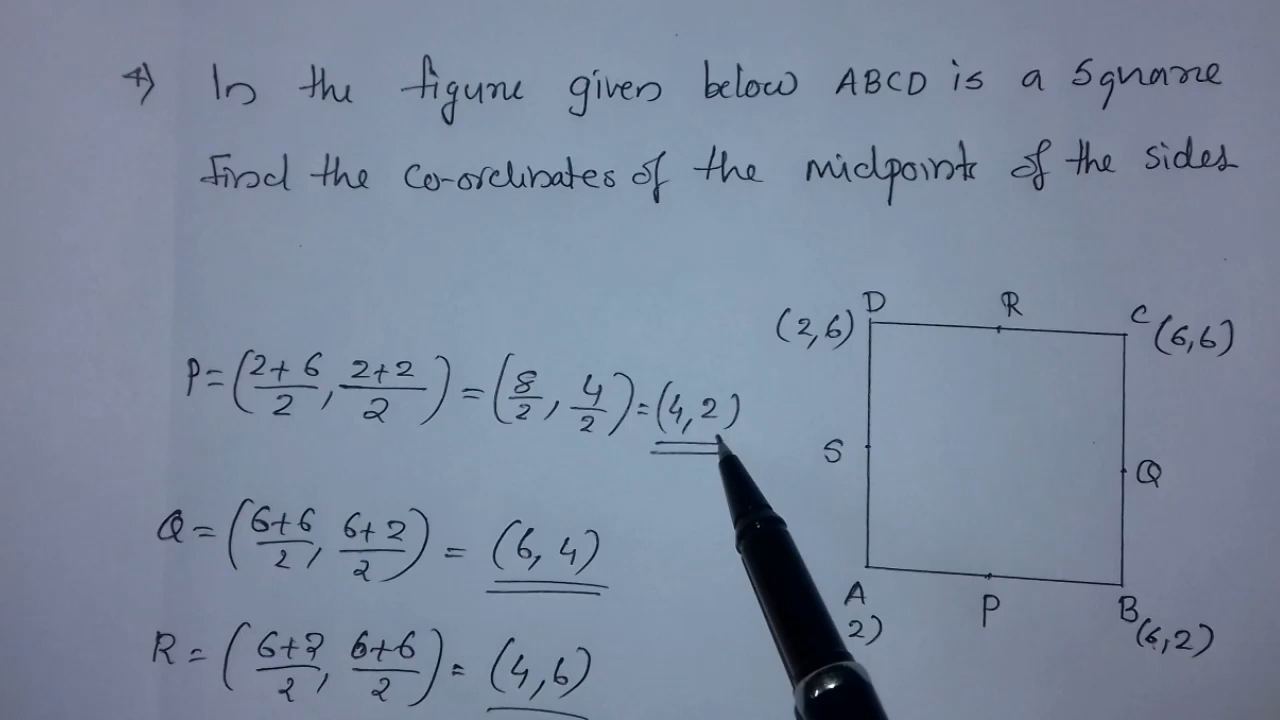 4) In the figure given below ABCD is a square
Find the co-ordinates of the midpoints of the sides
D R C
(2,6) (6,6)
P = (2+6/2, 2+2/2) = (8/2, 4/2) = (4,2)
S Q
Q = (6+6/2, 6+2/2) = (6,4)
A P B
2) (6,2)
R = (6+2/2, 6+6/2) = (4,6)